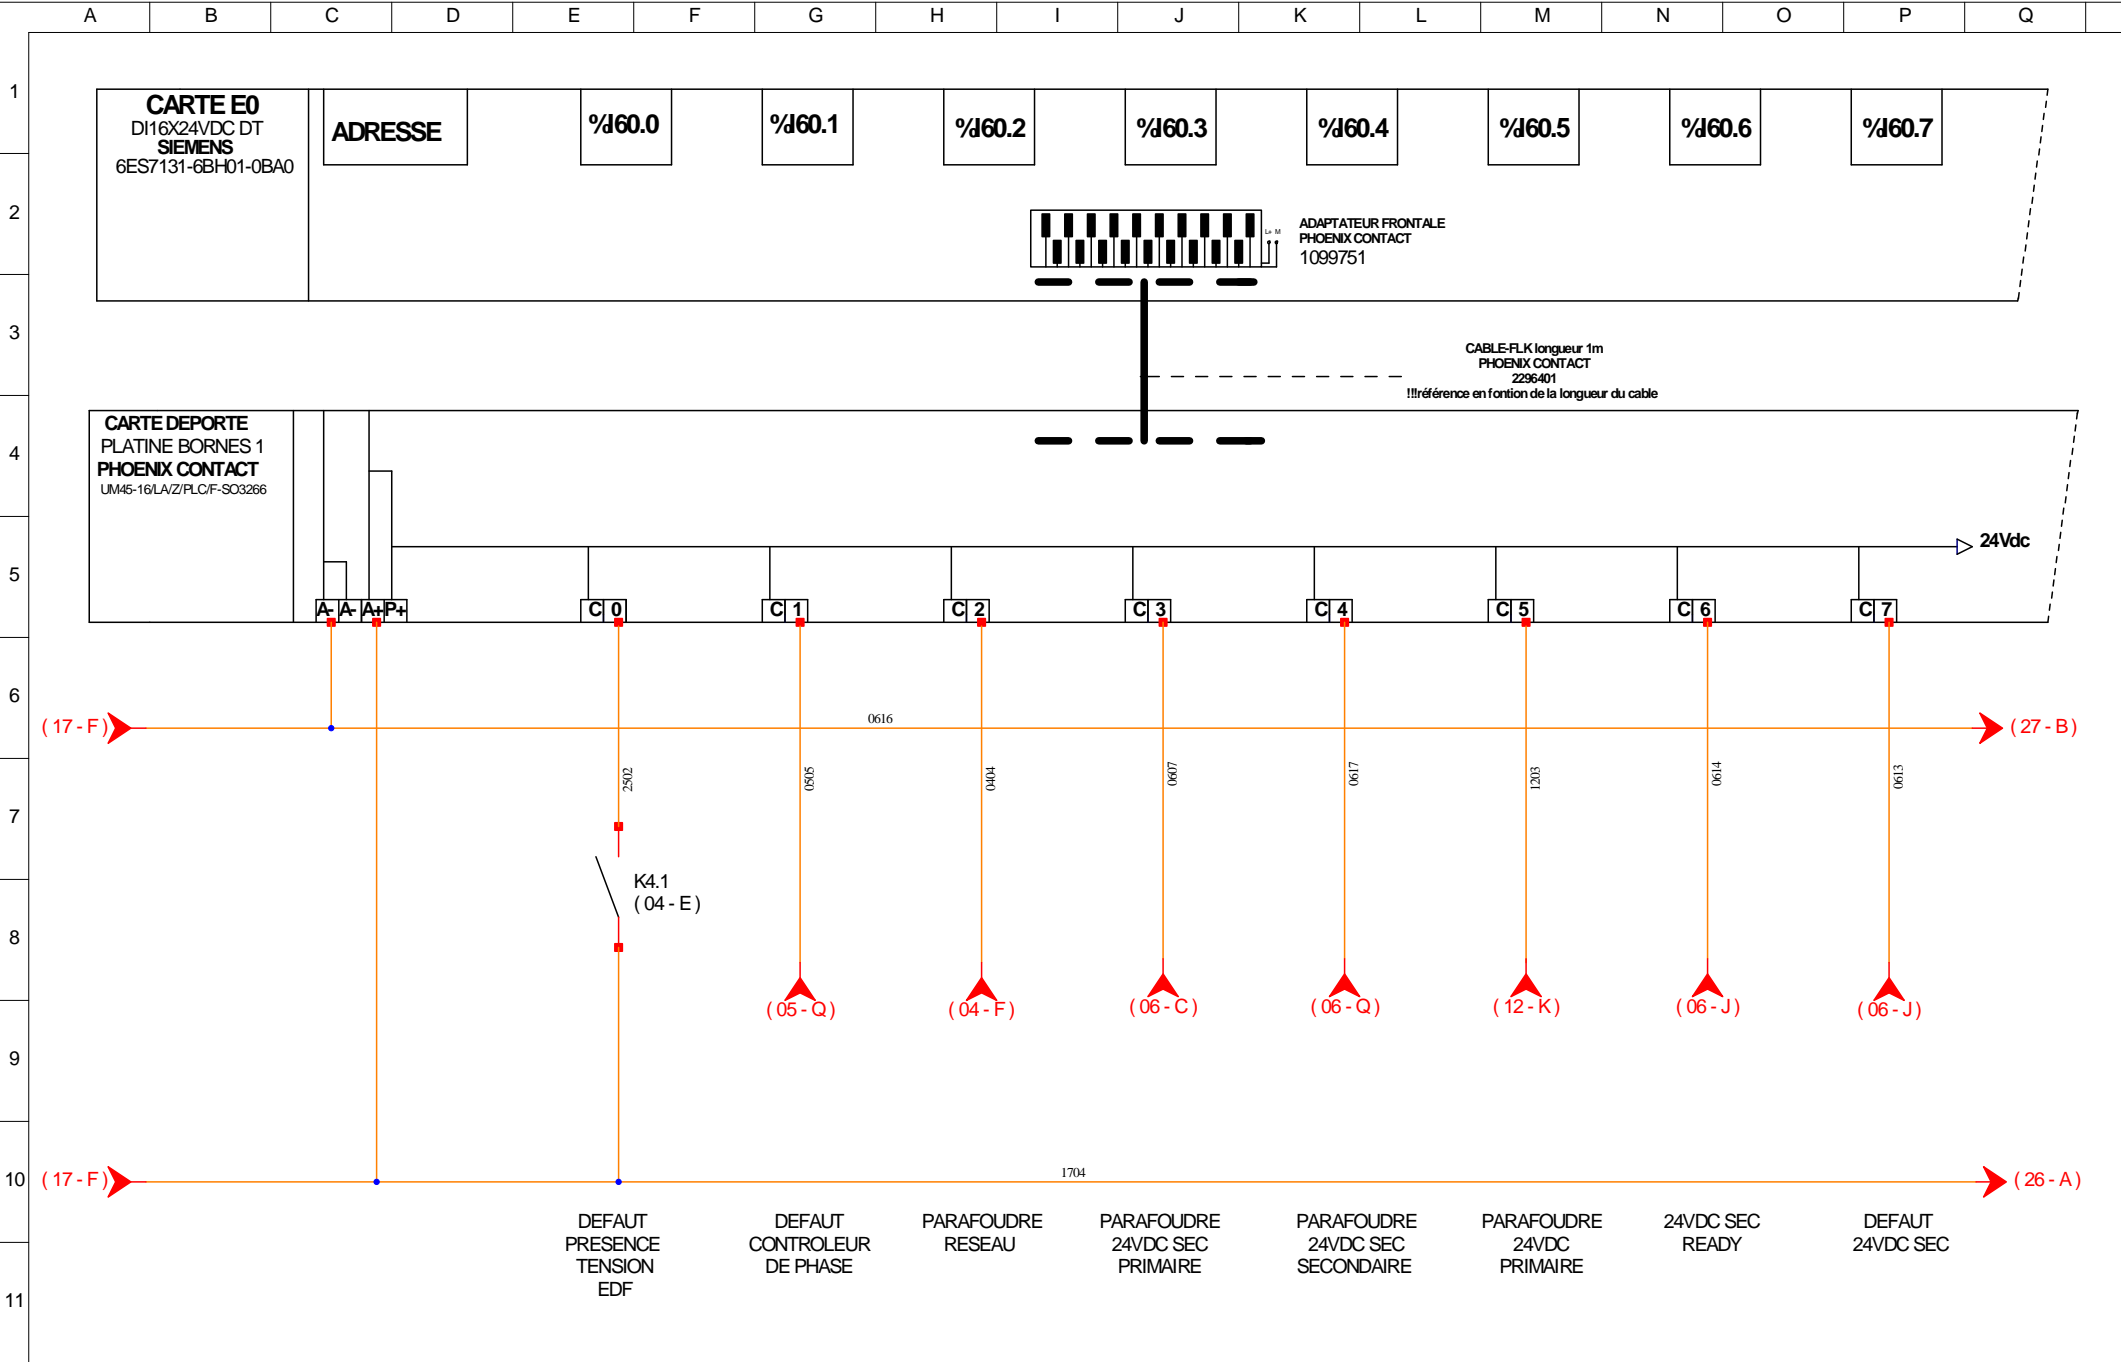 A B C D E F G H I J K L M N O P Q
1
CARTE E0
DI16X24VDC DT
SIEMENS
6ES7131-6BH01-0BA0
ADRESSE
%I60.0
%I60.1
%I60.2
%I60.3
%I60.4
%I60.5
%I60.6
%I60.7
2
L+ M
ADAPTATEUR FRONTALE
PHOENIX CONTACT
1099751
3
CABLE-FLK longueur 1m
PHOENIX CONTACT
2296401
!!!référence en fontion de la longueur du cable
4
CARTE DEPORTE
PLATINE BORNES 1
PHOENIX CONTACT
UM45-16/LA/Z/PLC/F-SO3266
24Vdc
5
A- A- A+ P+
C 0
C 1
C 2
C 3
C 4
C 5
C 6
C 7
6
( 17 - F )
0616
( 27 - B )
2502
0505
0404
0607
0617
1203
0614
0613
7
K4.1
( 04 - E )
8
( 05 - Q )
( 04 - F )
( 06 - C )
( 06 - Q )
( 12 - K )
( 06 - J )
( 06 - J )
9
10
( 17 - F )
1704
( 26 - A )
DEFAUT
PRESENCE
TENSION
EDF
DEFAUT
CONTROLEUR
DE PHASE
PARAFOUDRE
RESEAU
PARAFOUDRE
24VDC SEC
PRIMAIRE
PARAFOUDRE
24VDC SEC
SECONDAIRE
PARAFOUDRE
24VDC
PRIMAIRE
24VDC SEC
READY
DEFAUT
24VDC SEC
11